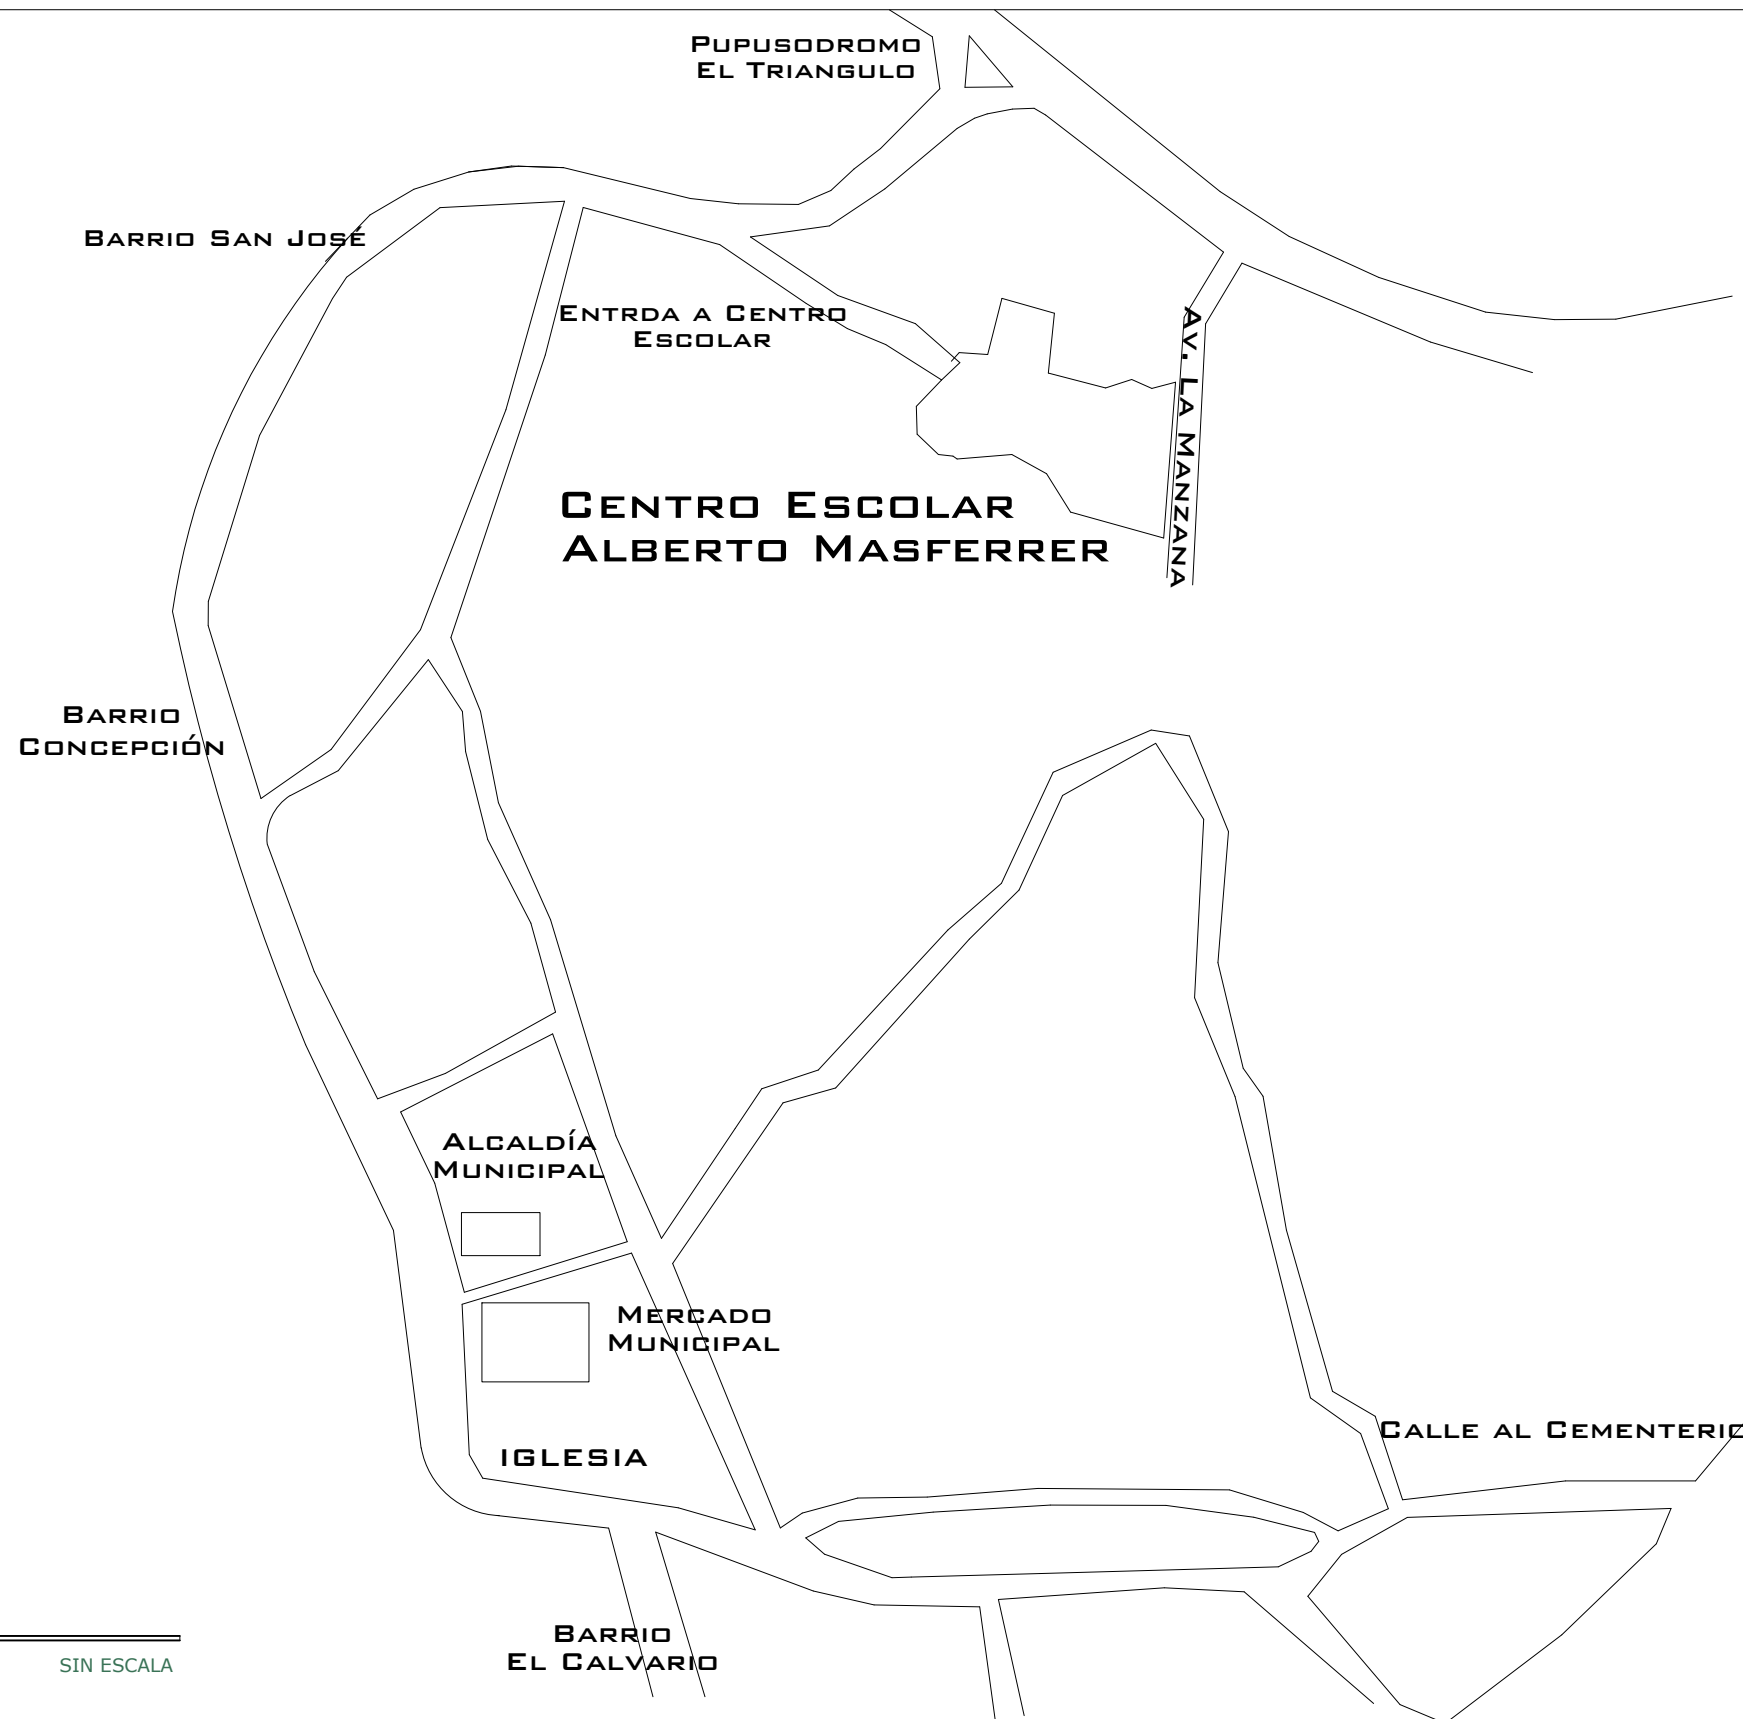 Pupusodromo
El Triangulo
Barrio San José
Entrda a Centro
Escolar
Av. La Manzana
Centro Escolar
Alberto Masferrer
Barrio
Concepción
Alcaldía
Municipal
Mercado
Municipal
Calle al Cementerio
IGLESIA
Barrio
El Calvario
SIN ESCALA